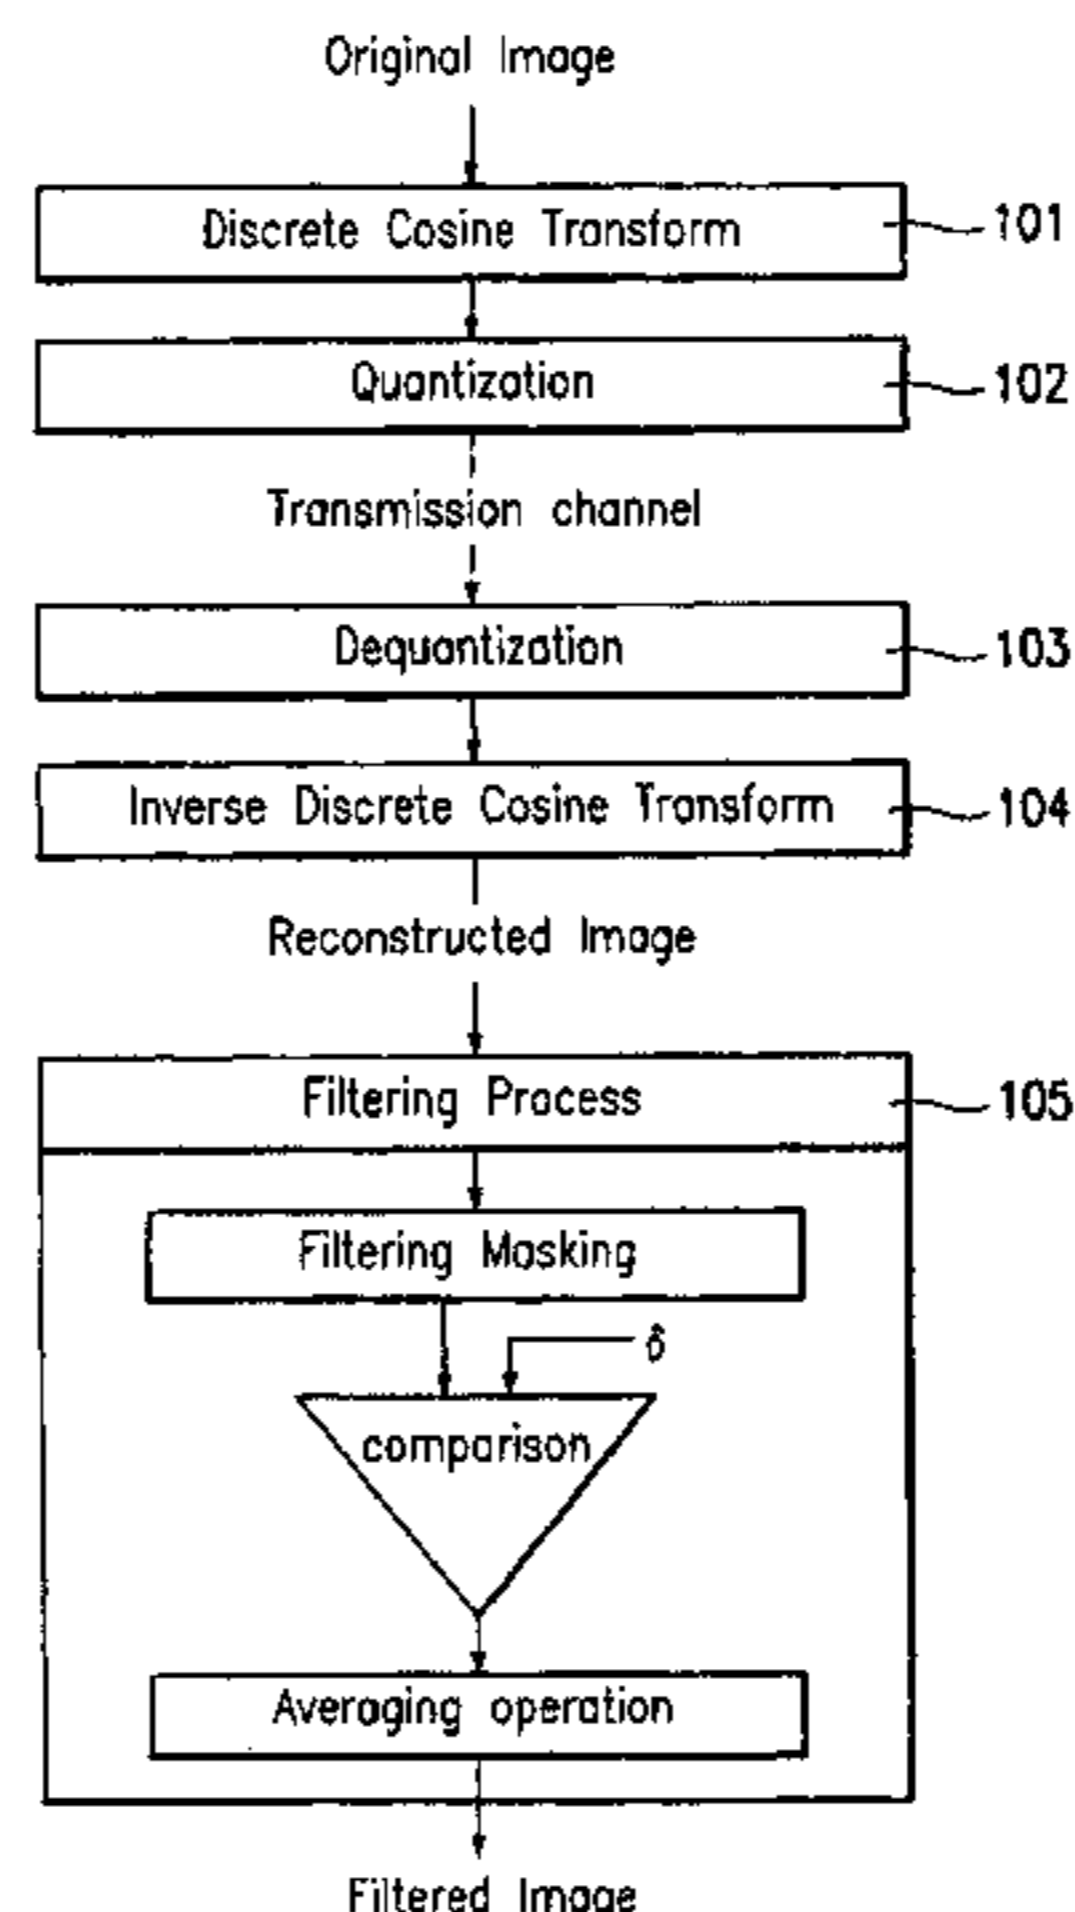 Original Image
Discrete Cosine Transform
101
Quantization
102
Transmission channel
Dequantization
103
Inverse Discrete Cosine Transform
104
Reconstructed Image
Filtering Process
105
Filtering Masking
δ
comparison
Averaging operation
Filtered Image